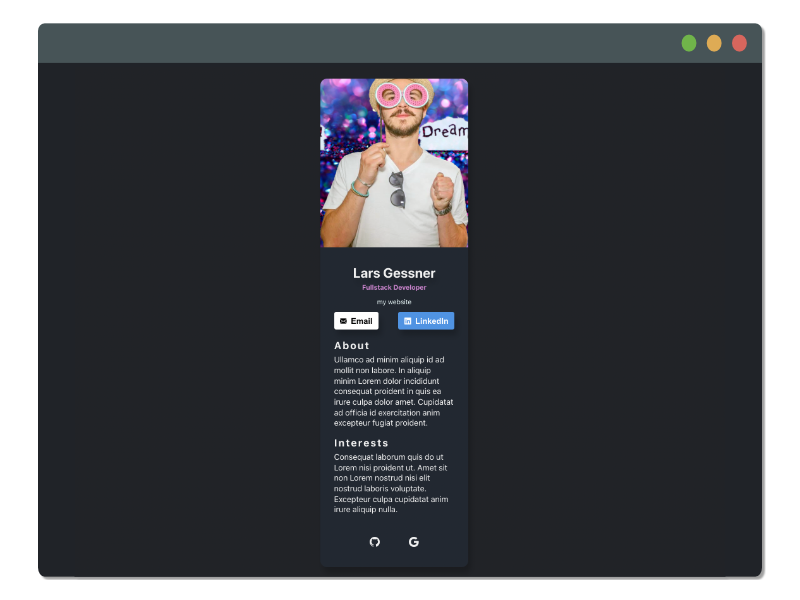 Dream
Lars Gessner
Fullstack Developer
my website
Email
LinkedIn
About
Ullamco ad minim aliquip id ad
mollit non labore. In aliquip
minim Lorem dolor incididunt
consequat proident in quis ea
irure culpa dolor amet. Cupidatat
ad officia id exercitation anim
excepteur fugiat proident.
Interests
Consequat laborum quis do ut
Lorem nisi proident ut. Amet sit
non Lorem nostrud nisi elit
nostrud laboris voluptate.
Excepteur culpa cupidatat anim
irure aliquip nulla.